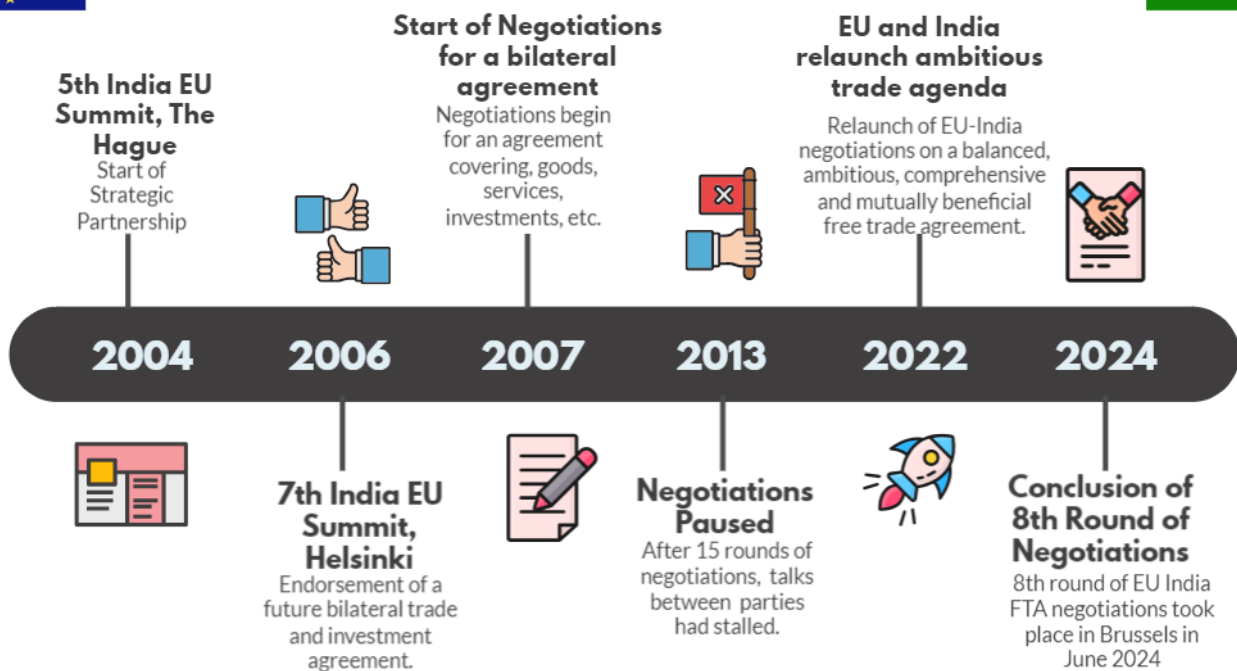 5th India EU
Summit, The
Hague
Start of
Strategic
Partnership
Start of Negotiations
for a bilateral
agreement
Negotiations begin
for an agreement
covering, goods,
services,
investments, etc.
EU and India
relaunch ambitious
trade agenda
Relaunch of EU-India
negotiations on a balanced,
ambitious, comprehensive
and mutually beneficial
free trade agreement.
2004
2006
2007
2013
2022
2024
7th India EU
Summit,
Helsinki
Endorsement of a
future bilateral trade
and investment
agreement.
Negotiations
Paused
After 15 rounds of
negotiations, talks
between parties
had stalled.
Conclusion of
8th Round of
Negotiations
8th round of EU India
FTA negotiations took
place in Brussels in
June 2024